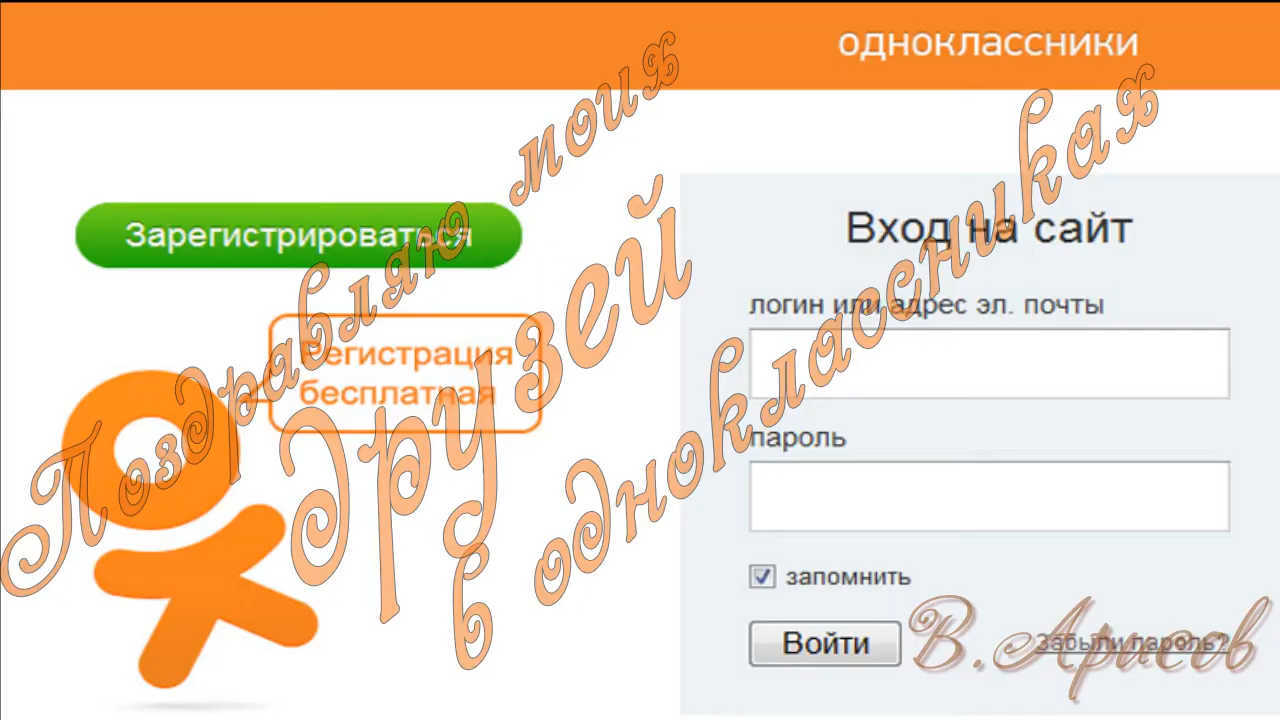 одноклассники
Зарегистрироваться
Регистрация
бесплатная
Вход на сайт
логин или адрес эл. почты
пароль
запомнить
Войти
Забыли пароль?
Поздравляю моих
друзей
в одноклассниках
В. Арисов